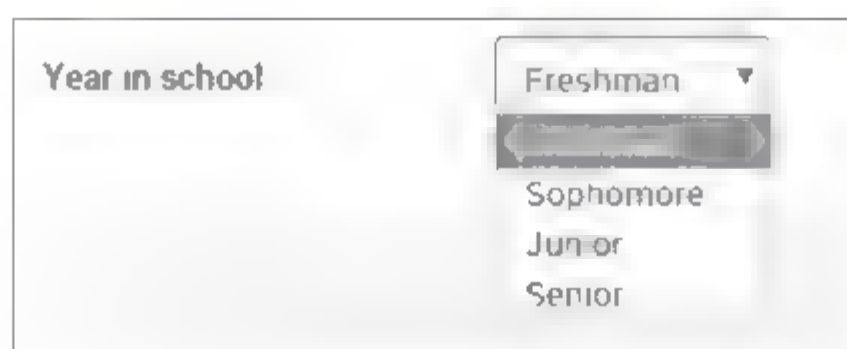 Year in school
Freshman
Sophomore
Junior
Senior